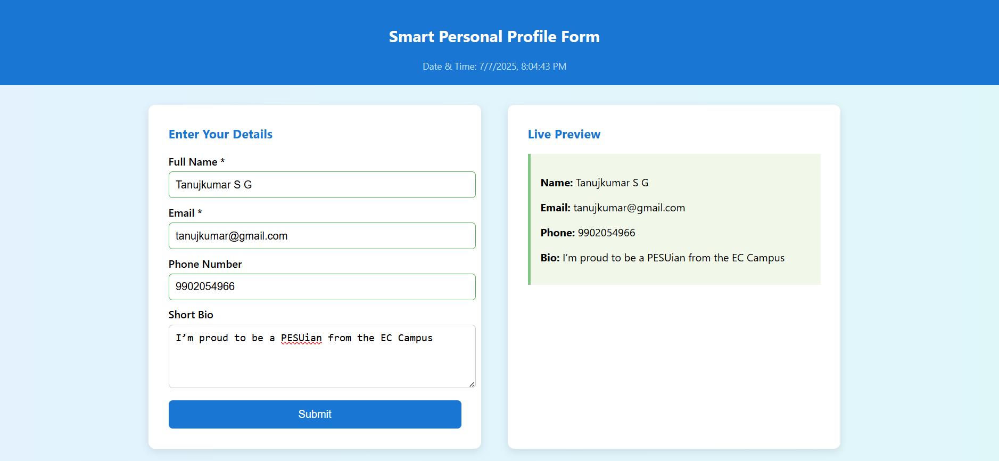 Smart Personal Profile Form
Date & Time: 7/7/2025, 8:04:43 PM
Enter Your Details
Full Name *
Tanujkumar S G
Email *
tanujkumar@gmail.com
Phone Number
9902054966
Short Bio
I’m proud to be a PESUian from the EC Campus
Submit
Live Preview
Name: Tanujkumar S G
Email: tanujkumar@gmail.com
Phone: 9902054966
Bio: I’m proud to be a PESUian from the EC Campus